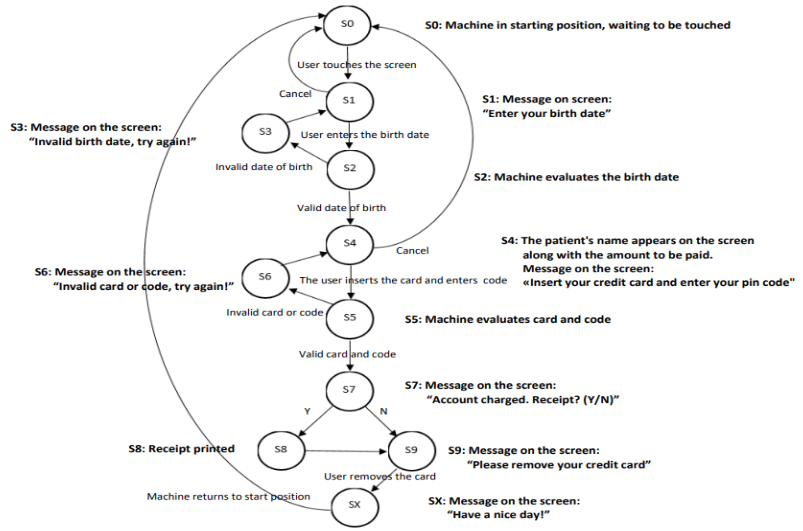 S0
S0: Machine in starting position, waiting to be touched
User touches the screen
Cancel
S1
S1: Message on screen:
“Enter your birth date”
S3: Message on the screen:
“Invalid birth date, try again!”
S3
User enters the birth date
Invalid date of birth
S2
S2: Machine evaluates the birth date
Valid date of birth
S4
Cancel
S4: The patient's name appears on the screen
along with the amount to be paid.
Message on the screen:
«Insert your credit card and enter your pin code"
S6: Message on the screen:
“Invalid card or code, try again!”
S6
The user inserts the card and enters code
Invalid card or code
S5
S5: Machine evaluates card and code
Valid card and code
S7
S7: Message on the screen:
“Account charged. Receipt? (Y/N)”
Y
N
S8: Receipt printed
S8
S9
S9: Message on the screen:
“Please remove your credit card”
User removes the card
Machine returns to start position
SX
SX: Message on the screen:
“Have a nice day!”